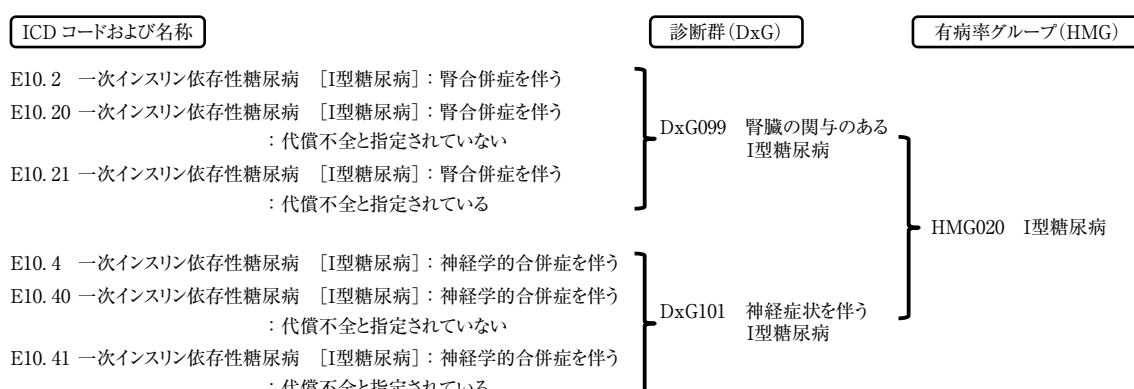 ICD コードおよび名称
診断群(DxG)
有病率グループ(HMG)
E10.2 一次インスリン依存性糖尿病 [I型糖尿病]:腎合併症を伴う
E10.20 一次インスリン依存性糖尿病 [I型糖尿病]:腎合併症を伴う
:代償不全と指定されていない
E10.21 一次インスリン依存性糖尿病 [I型糖尿病]:腎合併症を伴う
:代償不全と指定されている
DxG099 腎臓の関与のある
I型糖尿病
HMG020 I型糖尿病
E10.4 一次インスリン依存性糖尿病 [I型糖尿病]:神経学的合併症を伴う
E10.40 一次インスリン依存性糖尿病 [I型糖尿病]:神経学的合併症を伴う
:代償不全と指定されていない
E10.41 一次インスリン依存性糖尿病 [I型糖尿病]:神経学的合併症を伴う
:代償不全と指定されている
DxG101 神経症状を伴う
I型糖尿病